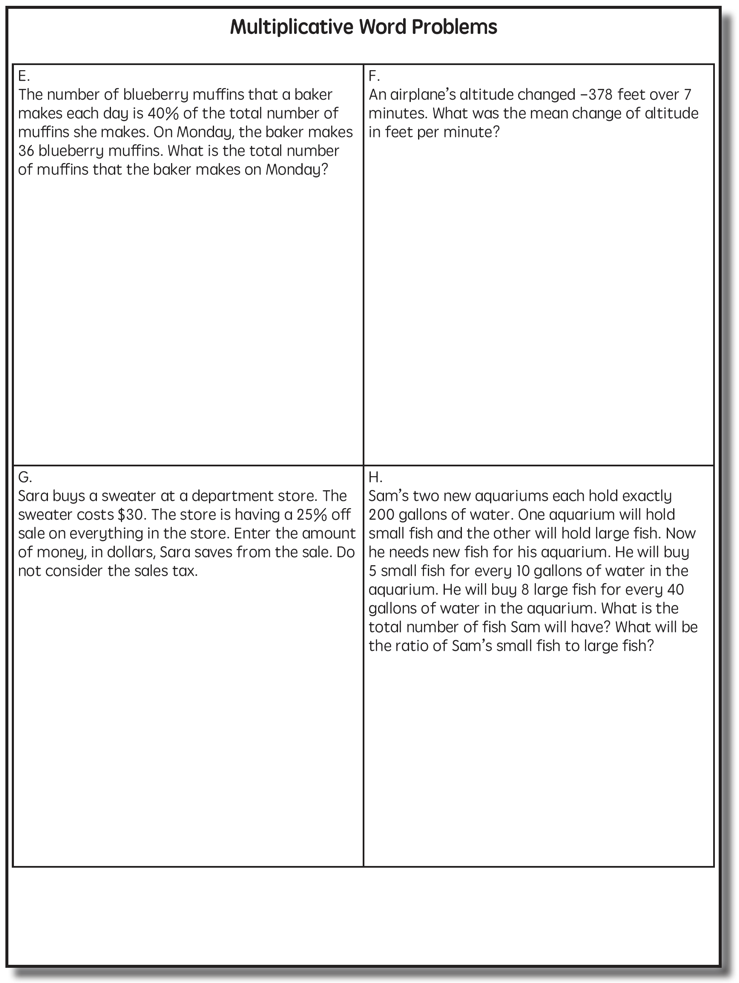 Multiplicative Word Problems
E.
The number of blueberry muffins that a baker
makes each day is 40% of the total number of
muffins she makes. On Monday, the baker makes
36 blueberry muffins. What is the total number
of muffins that the baker makes on Monday?
F.
An airplane's altitude changed –378 feet over 7
minutes. What was the mean change of altitude
in feet per minute?
G.
Sara buys a sweater at a department store. The
sweater costs $30. The store is having a 25% off
sale on everything in the store. Enter the amount
of money, in dollars, Sara saves from the sale. Do
not consider the sales tax.
H.
Sam's two new aquariums each hold exactly
200 gallons of water. One aquarium will hold
small fish and the other will hold large fish. Now
he needs new fish for his aquarium. He will buy
5 small fish for every 10 gallons of water in the
aquarium. He will buy 8 large fish for every 40
gallons of water in the aquarium. What is the
total number of fish Sam will have? What will be
the ratio of Sam's small fish to large fish?